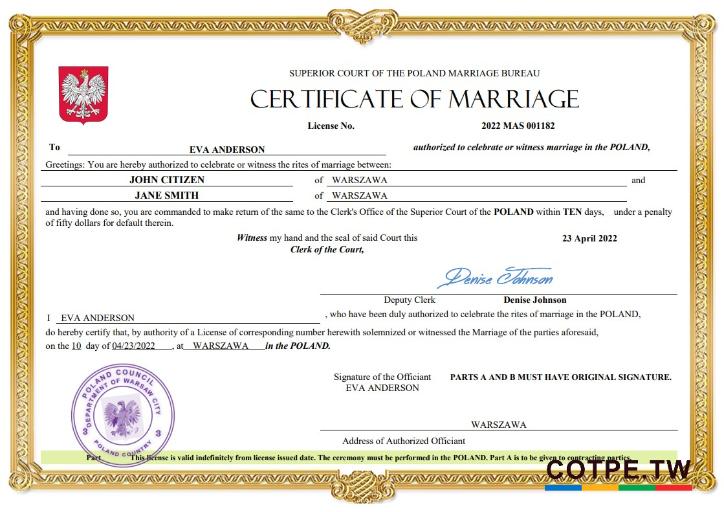 SUPERIOR COURT OF THE POLAND MARRIAGE BUREAU
CERTIFICATE OF MARRIAGE
License No. 2022 MAS 001182
To EVA ANDERSON authorized to celebrate or witness marriage in the POLAND,
Greetings: You are hereby authorized to celebrate or witness the rites of marriage between:
JOHN CITIZEN of WARSZAWA and
JANE SMITH of WARSZAWA
and having done so, you are commanded to make return of the same to the Clerk's Office of the Superior Court of the POLAND within TEN days, under a penalty
of fifty dollars for default therein.
Witness my hand and the seal of said Court this 23 April 2022
Clerk of the Court,
Denise Johnson
Deputy Clerk Denise Johnson
I EVA ANDERSON , who have been duly authorized to celebrate the rites of marriage in the POLAND,
do hereby certify that, by authority of a License of corresponding number herewith solemnized or witnessed the Marriage of the parties aforesaid,
on the 10 day of 04/23/2022 , at WARSZAWA in the POLAND.
Signature of the Officiant PARTS A AND B MUST HAVE ORIGINAL SIGNATURE.
EVA ANDERSON
POLAND COUNCIL
DEPARTMENT OF WARSAW CITY
3 3
POLAND COUNTRY
WARSZAWA
Address of Authorized Officiant
Part This license is valid indefinitely from license issued date. The ceremony must be performed in the POLAND. Part A is to be given to contracting parties.
COTPE.TW